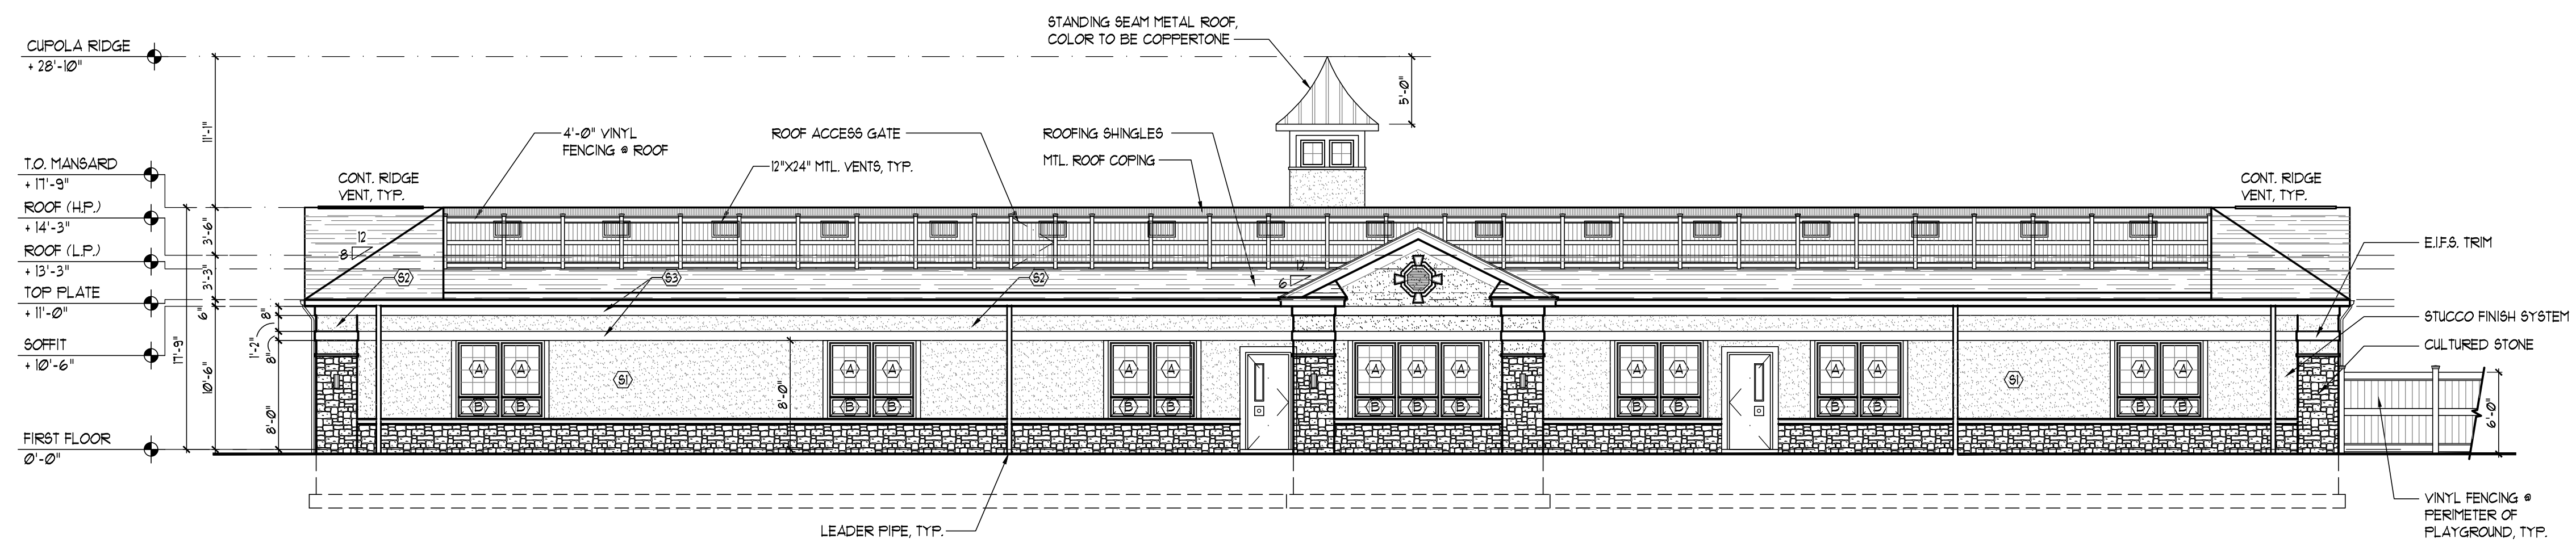 STANDING SEAM METAL ROOF,
COLOR TO BE COPPERTONE
CUPOLA RIDGE
+ 28'-10"
5'-0"
11'-1"
4'-0" VINYL
FENCING @ ROOF
ROOF ACCESS GATE
ROOFING SHINGLES
12"X24" MTL. VENTS, TYP.
MTL. ROOF COPING
T.O. MANSARD
+ 17'-9"
CONT. RIDGE
VENT, TYP.
CONT. RIDGE
VENT, TYP.
ROOF (H.P.)
+ 14'-3"
3'-6"
12
8
ROOF (L.P.)
+ 13'-3"
E.I.F.S. TRIM
S2
S3
S2
12
6
3'-3"
TOP PLATE
+ 11'-0"
6"
8"
STUCCO FINISH SYSTEM
SOFFIT
+ 10'-6"
17'-9"
1'-2"
8"
CULTURED STONE
10'-6"
8'-0"
8'-0"
A A A A A A A A A A A A A A A
S1
S1
B B B B B B B B B B B B B B B
6'-0"
FIRST FLOOR
0'-0"
VINYL FENCING @
PERIMETER OF
PLAYGROUND, TYP.
LEADER PIPE, TYP.